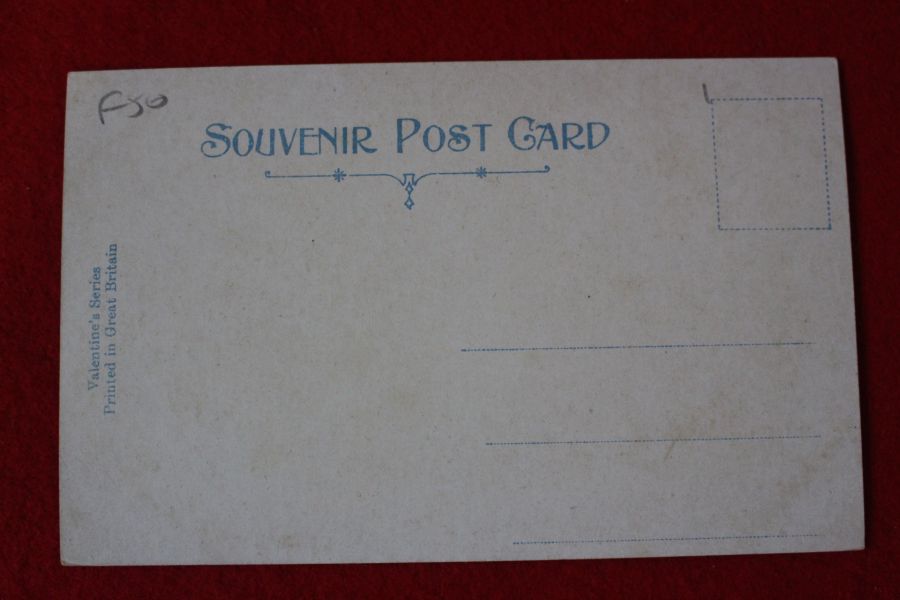 F50
SOUVENIR POST CARD
Valentine's Series
Printed in Great Britain